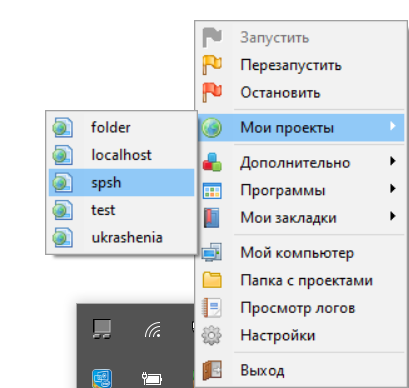 Запустить
Перезапустить
Остановить
Мои проекты
folder
localhost
spsh
test
ukrashenia
Дополнительно
Программы
Мои закладки
Мой компьютер
Папка с проектами
Просмотр логов
Настройки
Выход